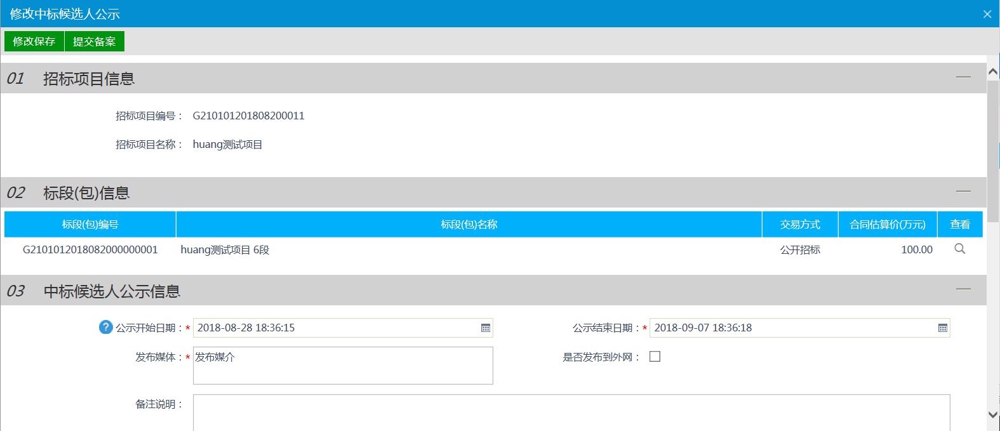 修改中标候选人公示
修改保存 提交备案
01 招标项目信息
招标项目编号： G210101201808200011
招标项目名称： huang测试项目
02 标段(包)信息
标段(包)编号 标段(包)名称 交易方式 合同估算价(万元) 查看
G2101012018082000000001 huang测试项目 6段 公开招标 100.00
03 中标候选人公示信息
? 公示开始日期：* 2018-08-28 18:36:15 公示结束日期：* 2018-09-07 18:36:18
发布媒体：* 发布媒介 是否发布到外网：
备注说明：